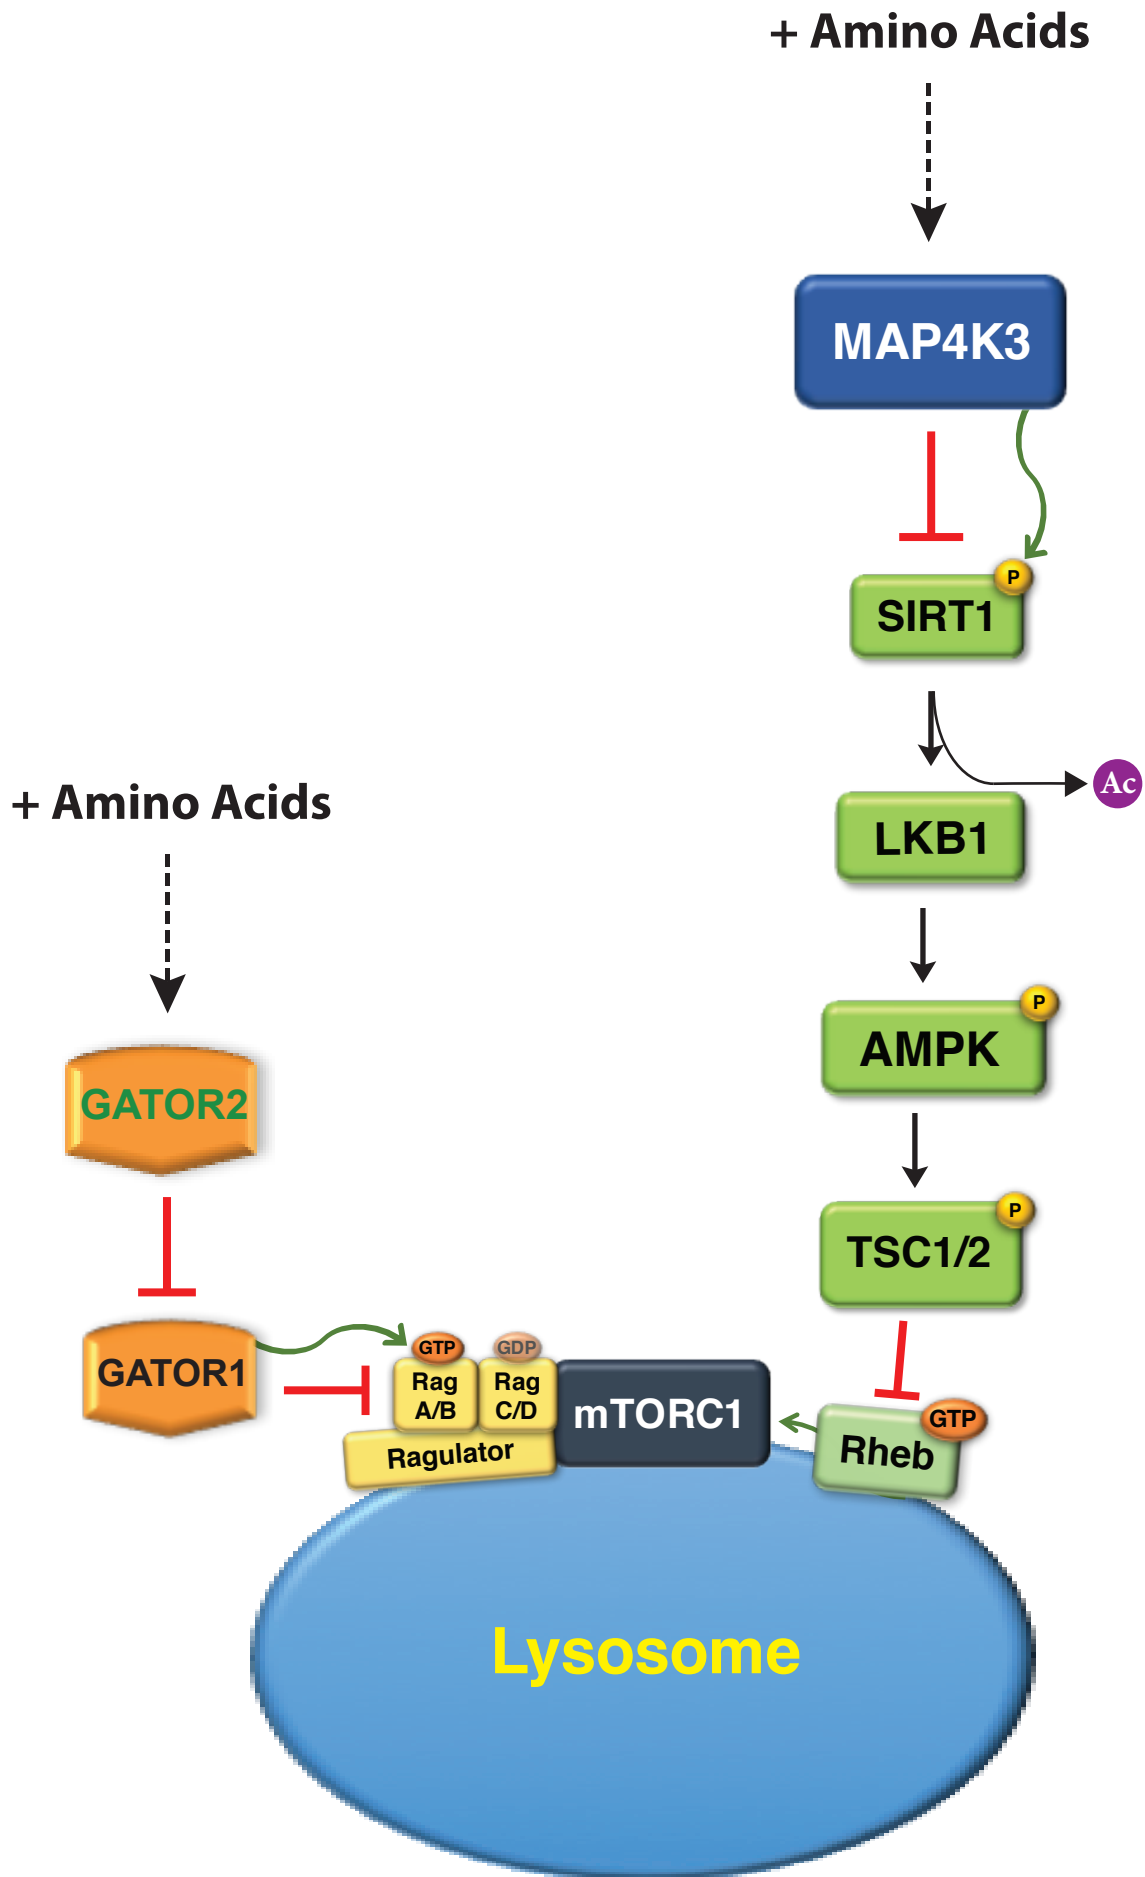 + Amino Acids
MAP4K3
P
SIRT1
Ac
LKB1
+ Amino Acids
P
AMPK
GATOR2
P
TSC1/2
GATOR1
GTP
GDP
Rag
A/B
Rag
C/D
mTORC1
GTP
Rheb
Ragulator
Lysosome